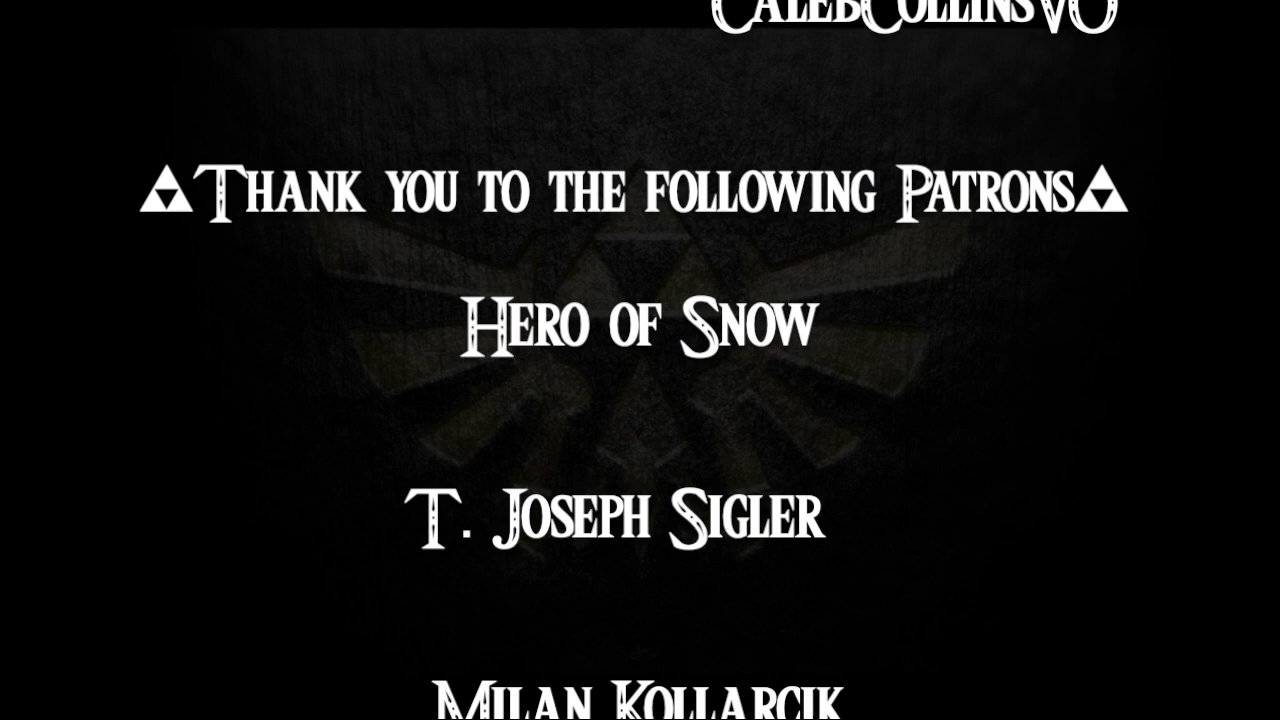 CalebCollinsVO
Thank you to the following Patrons
Hero of Snow
T. Joseph Sigler
Milan Kollarcik